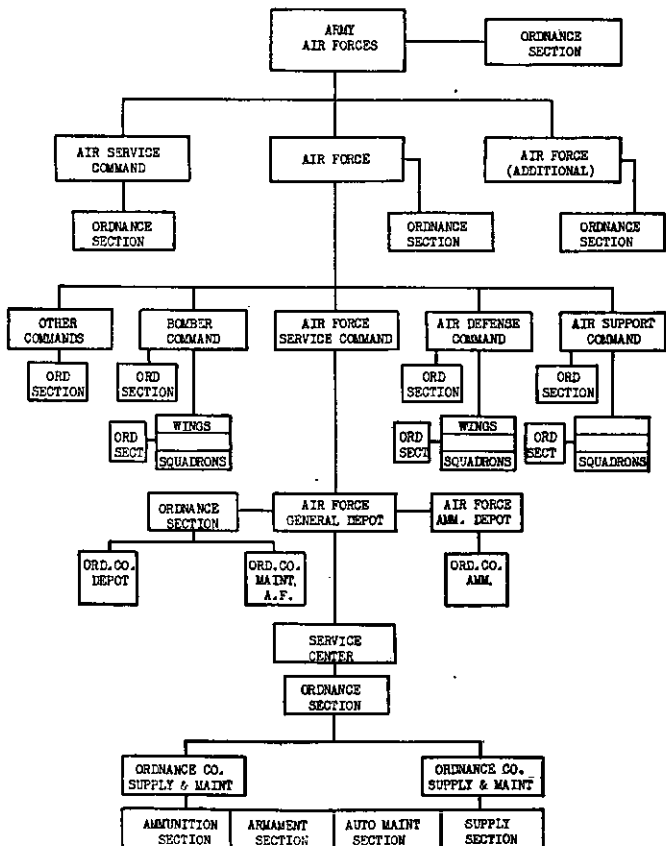 ARMY
AIR FORCES
ORDNANCE
SECTION
AIR SERVICE
COMMAND
AIR FORCE
AIR FORCE
(ADDITIONAL)
ORDNANCE
SECTION
ORDNANCE
SECTION
ORDNANCE
SECTION
OTHER
COMMANDS
BOMBER
COMMAND
AIR FORCE
SERVICE COMMAND
AIR DEFENSE
COMMAND
AIR SUPPORT
COMMAND
ORD
SECTION
ORD
SECTION
ORD
SECTION
ORD
SECTION
ORD
SECT
WINGS
SQUADRONS
ORD
SECT
WINGS
SQUADRONS
ORD
SECT
SQUADRONS
ORDNANCE
SECTION
AIR FORCE
GENERAL DEPOT
AIR FORCE
AMM. DEPOT
ORD.CO.
DEPOT
ORD.CO.
MAINT,
A.F.
ORD.CO.
AMM.
SERVICE
CENTER
ORDNANCE
SECTION
ORDNANCE CO.
SUPPLY & MAINT
ORDNANCE CO.
SUPPLY & MAINT
AMMUNITION
SECTION
ARMAMENT
SECTION
AUTO MAINT
SECTION
SUPPLY
SECTION